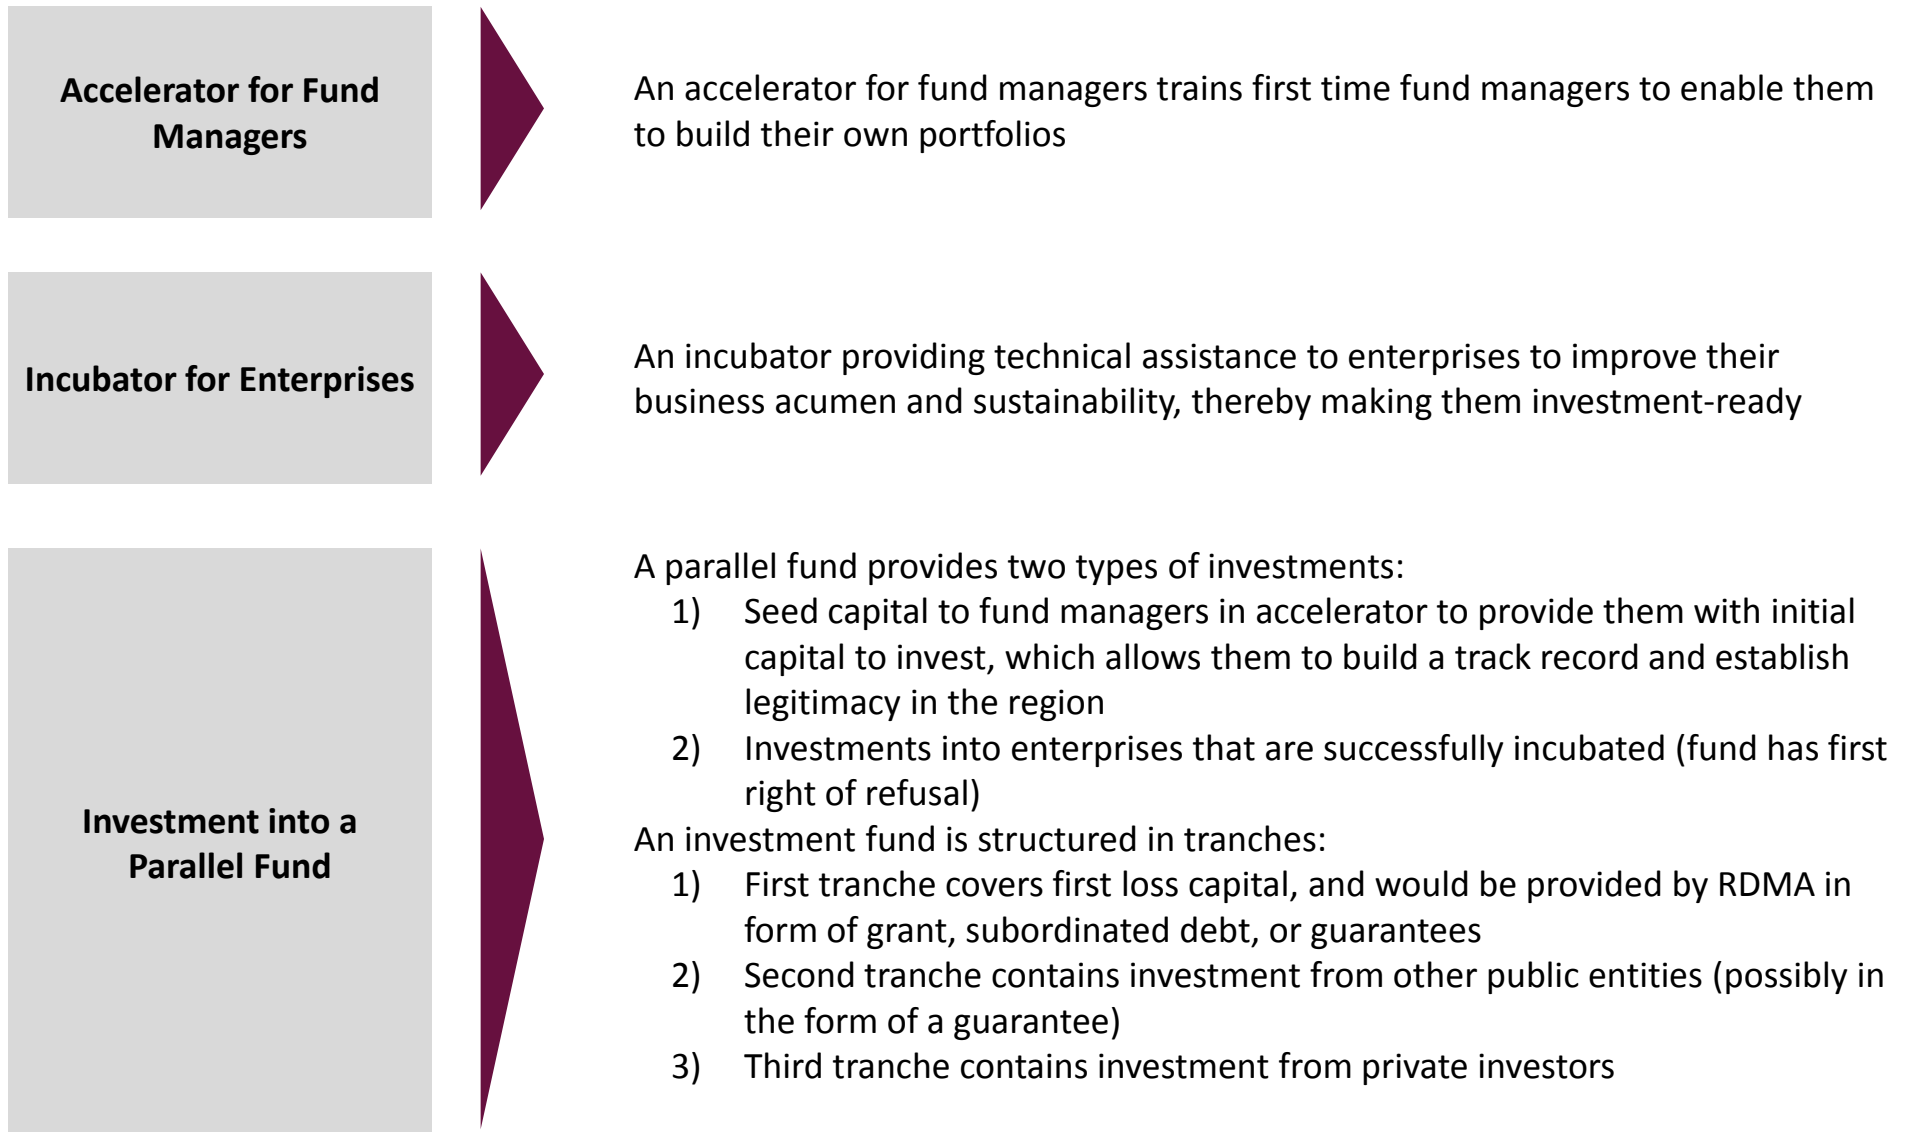 Accelerator for Fund
Managers
An accelerator for fund managers trains first time fund managers to enable them
to build their own portfolios
Incubator for Enterprises
An incubator providing technical assistance to enterprises to improve their
business acumen and sustainability, thereby making them investment-ready
Investment into a
Parallel Fund
A parallel fund provides two types of investments:
1) Seed capital to fund managers in accelerator to provide them with initial
capital to invest, which allows them to build a track record and establish
legitimacy in the region
2) Investments into enterprises that are successfully incubated (fund has first
right of refusal)
An investment fund is structured in tranches:
1) First tranche covers first loss capital, and would be provided by RDMA in
form of grant, subordinated debt, or guarantees
2) Second tranche contains investment from other public entities (possibly in
the form of a guarantee)
3) Third tranche contains investment from private investors